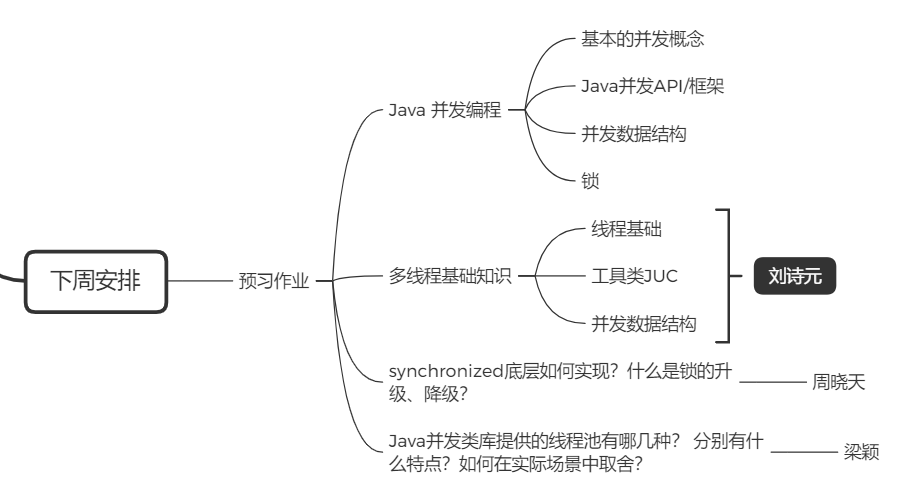 下周安排
预习作业
Java 并发编程
基本的并发概念
Java并发API/框架
并发数据结构
锁
多线程基础知识
线程基础
工具类JUC
并发数据结构
刘诗元
synchronized底层如何实现？什么是锁的升
级、降级？
周晓天
Java并发类库提供的线程池有哪几种？ 分别有什
么特点？如何在实际场景中取舍？
梁颖